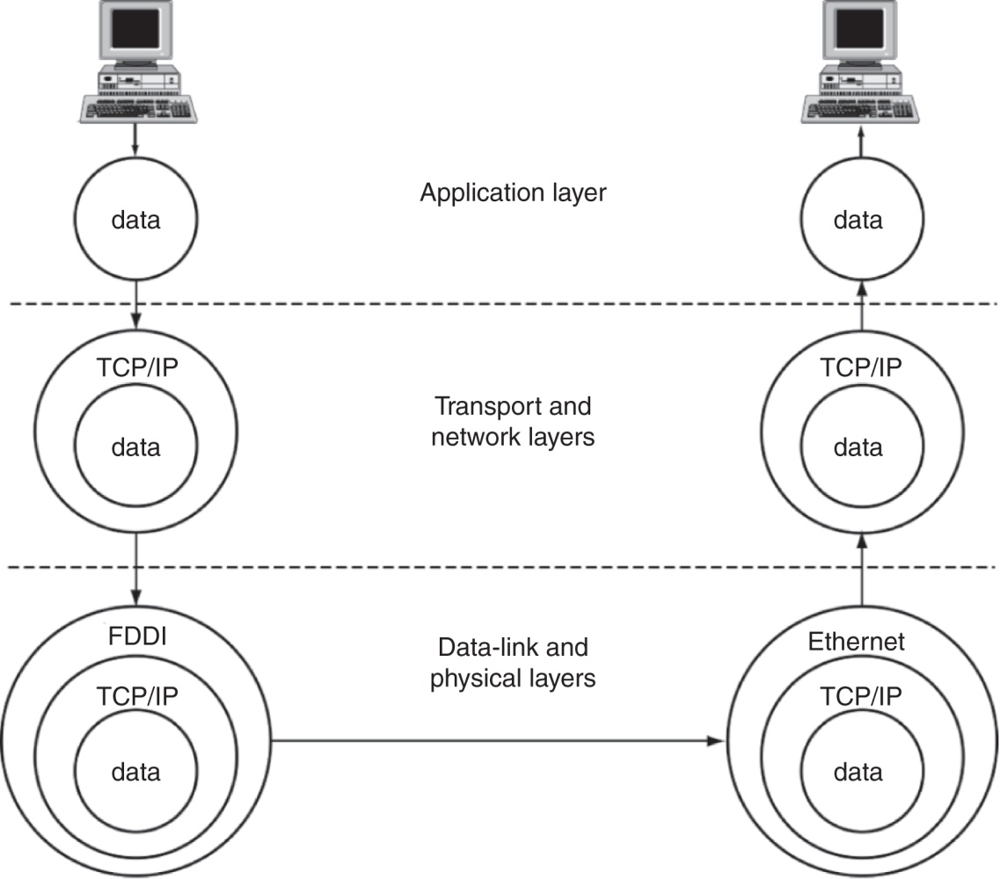 data
Application layer
data
TCP/IP
data
Transport and
network layers
TCP/IP
data
FDDI
TCP/IP
data
Data-link and
physical layers
Ethernet
TCP/IP
data